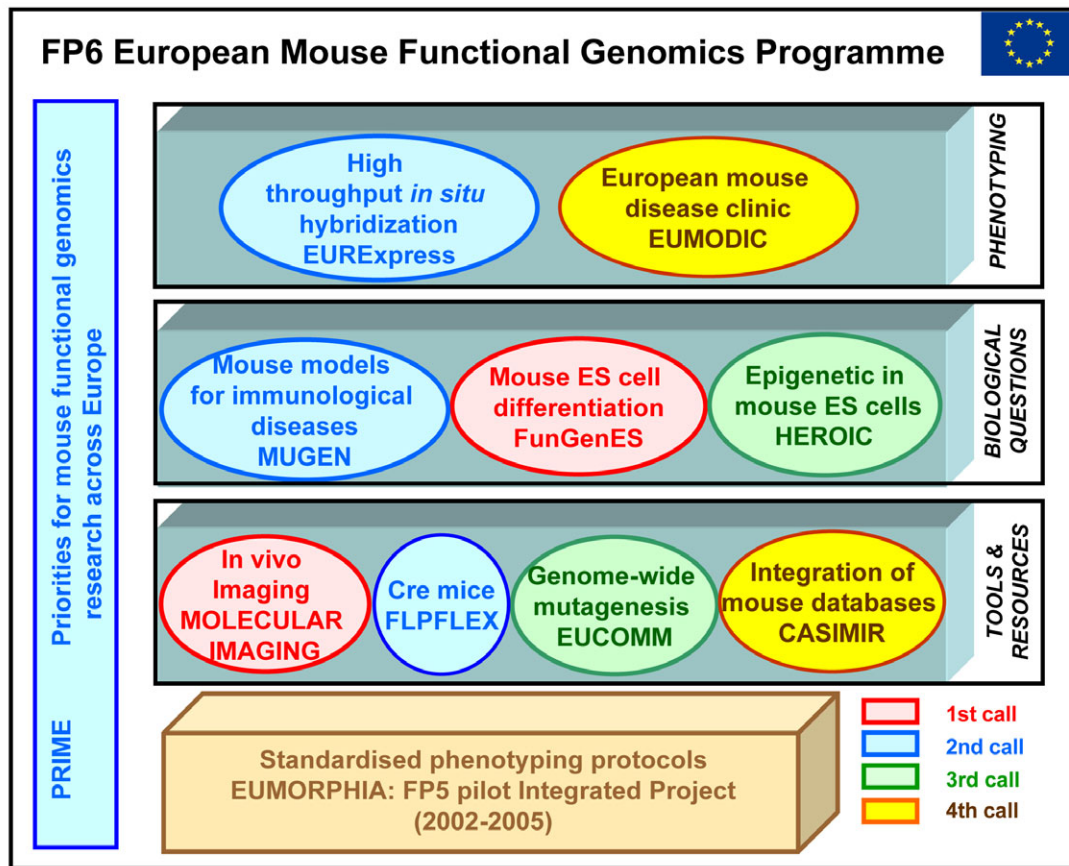 FP6 European Mouse Functional Genomics Programme
PRIME Priorities for mouse functional genomics
research across Europe
High
throughput in situ
hybridization
EURExpress
European mouse
disease clinic
EUMODIC
PHENOTYPING
Mouse models
for immunological
diseases
MUGEN
Mouse ES cell
differentiation
FunGenES
Epigenetic in
mouse ES cells
HEROIC
BIOLOGICAL
QUESTIONS
In vivo
Imaging
MOLECULAR
IMAGING
Cre mice
FLPFLEX
Genome-wide
mutagenesis
EUCOMM
Integration of
mouse databases
CASIMIR
TOOLS &
RESOURCES
Standardised phenotyping protocols
EUMORPHIA: FP5 pilot Integrated Project
(2002-2005)
1st call
2nd call
3rd call
4th call